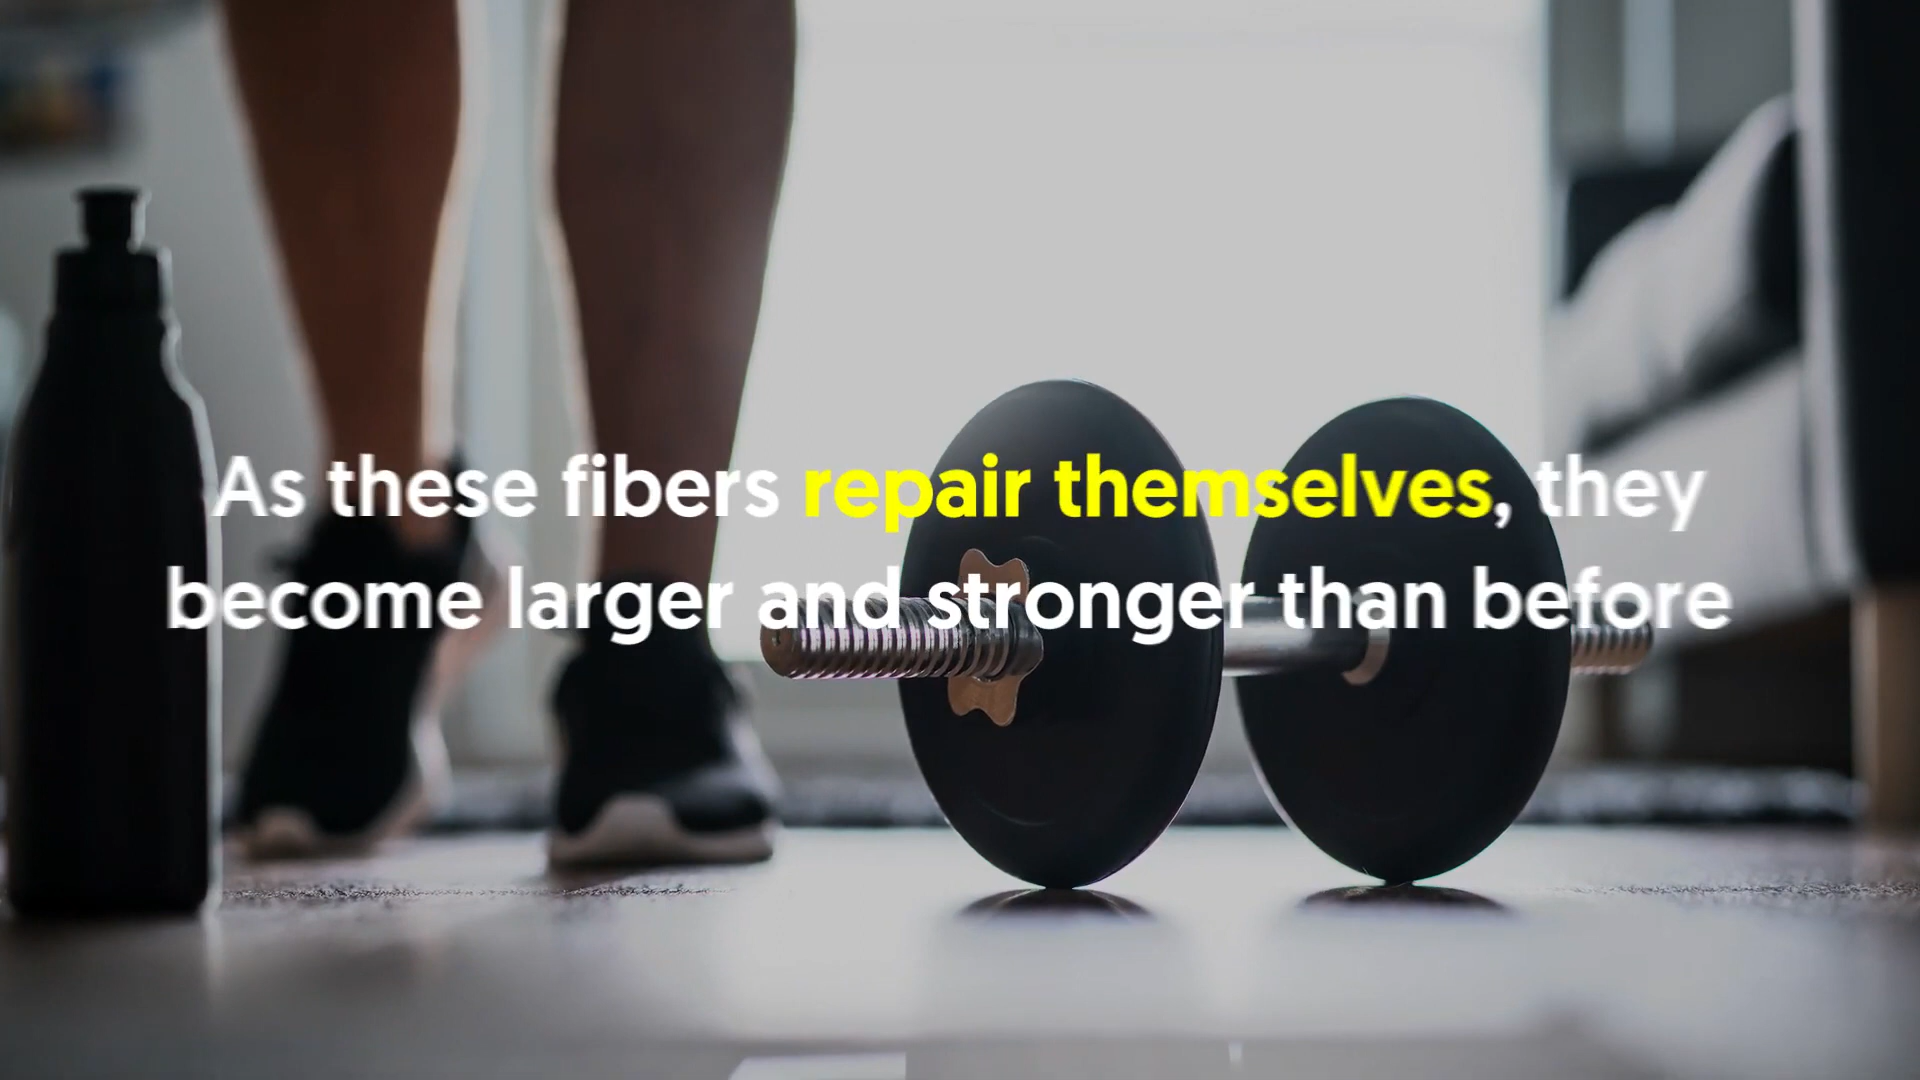 As these fibers repair themselves, they
become larger and stronger than before